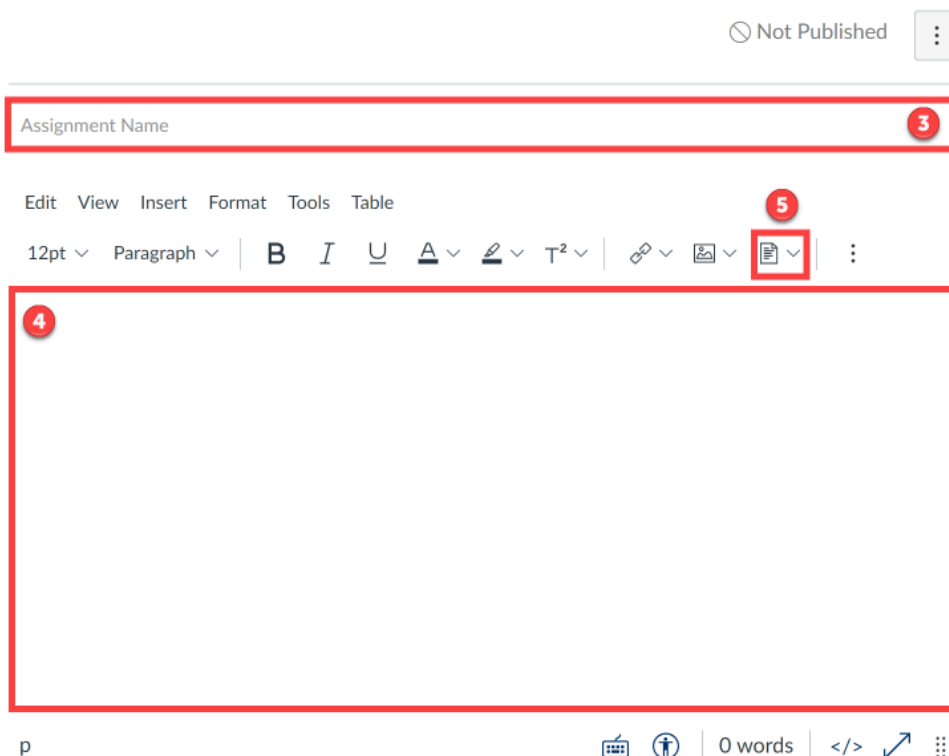 Not Published
Assignment Name 3
Edit View Insert Format Tools Table
5
12pt Paragraph B I U A T²
4
p 0 words </>